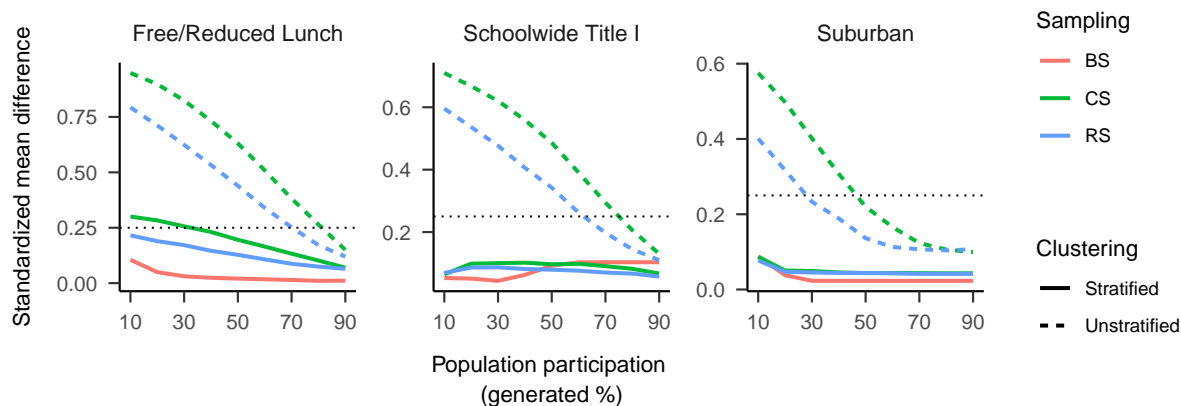 Free/Reduced Lunch
Schoolwide Title I
Suburban
Standardized mean difference
0.75
0.50
0.25
0.00
10 30 50 70 90
0.6
0.4
0.2
10 30 50 70 90
0.6
0.4
0.2
0.0
10 30 50 70 90
Population participation
(generated %)
Sampling
BS
CS
RS
Clustering
Stratified
Unstratified